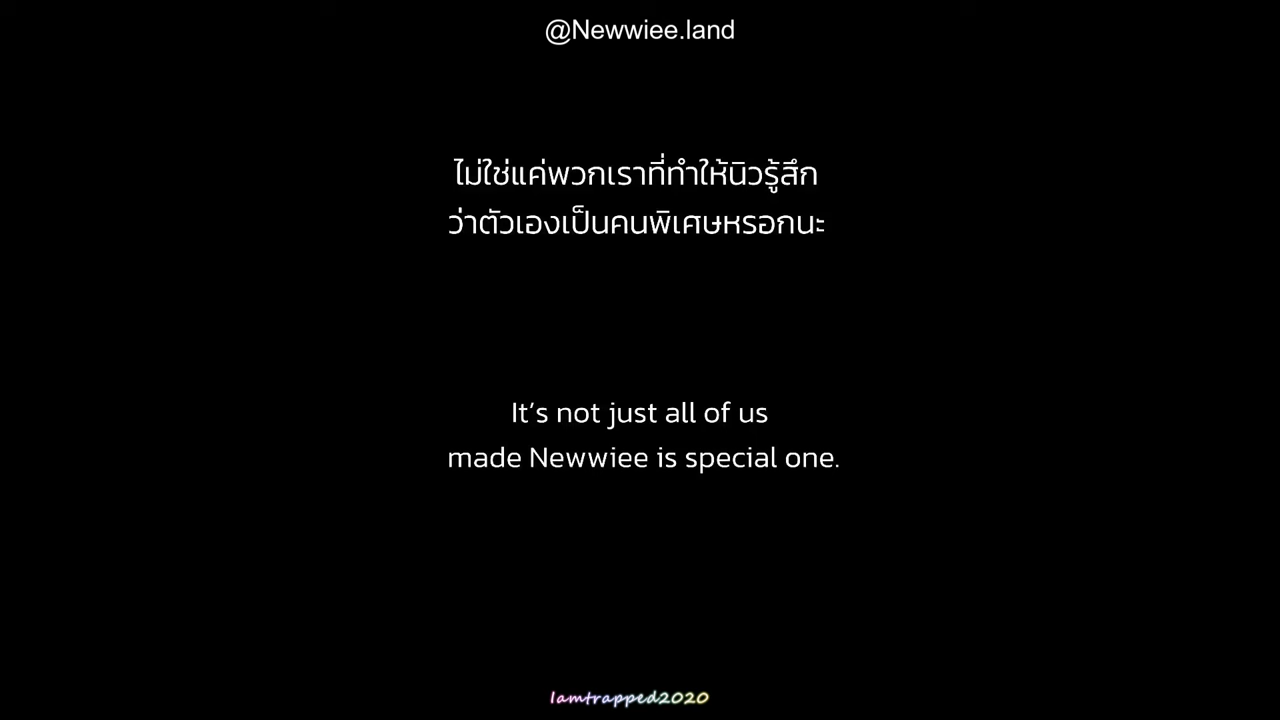 @Newwiee.land
ไม่ใช่แค่พวกเราที่ทำให้นิวรู้สึก
ว่าตัวเองเป็นคนพิเศษหรอกนะ
It's not just all of us
made Newwiee is special one.
Iamtrapped2020